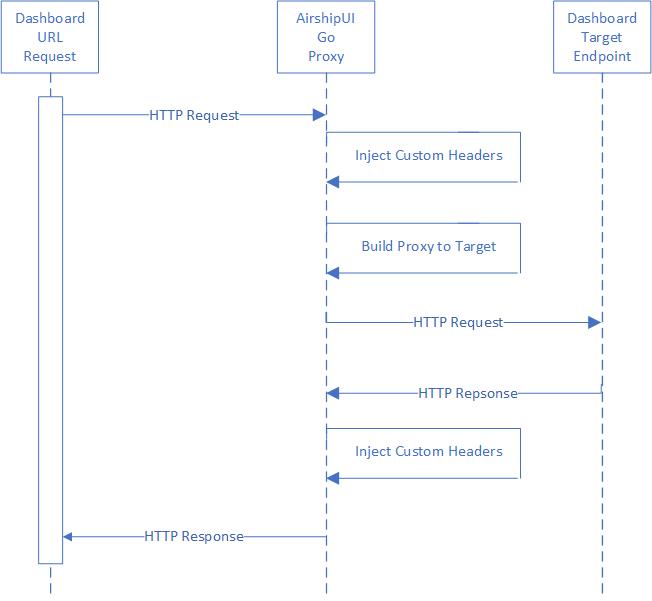 Dashboard
URL
Request
AirshipUI
Go
Proxy
Dashboard
Target
Endpoint
HTTP Request
Inject Custom Headers
Build Proxy to Target
HTTP Request
HTTP Repsonse
Inject Custom Headers
HTTP Response